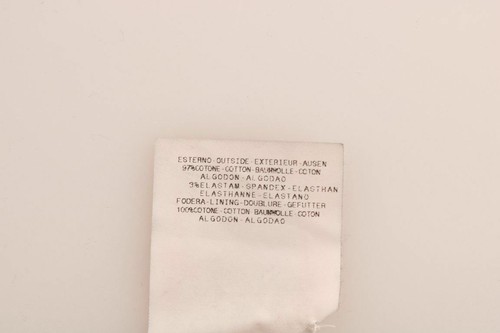 ESTERNO-OUTSIDE-EXTERIEUR-AUSEN
97%COTONE-COTTON-BAUMWOLLE-COTON
ALGODON-ALGODAO
3%ELASTAM-SPANDEX-ELASTHAN
ELASTHANNE-ELASTANO
FODERA-LINING-DOUBLURE-GEFUTTER
100%COTONE-COTTON BAUMWOLLE-COTON
ALGODON-ALGODAO